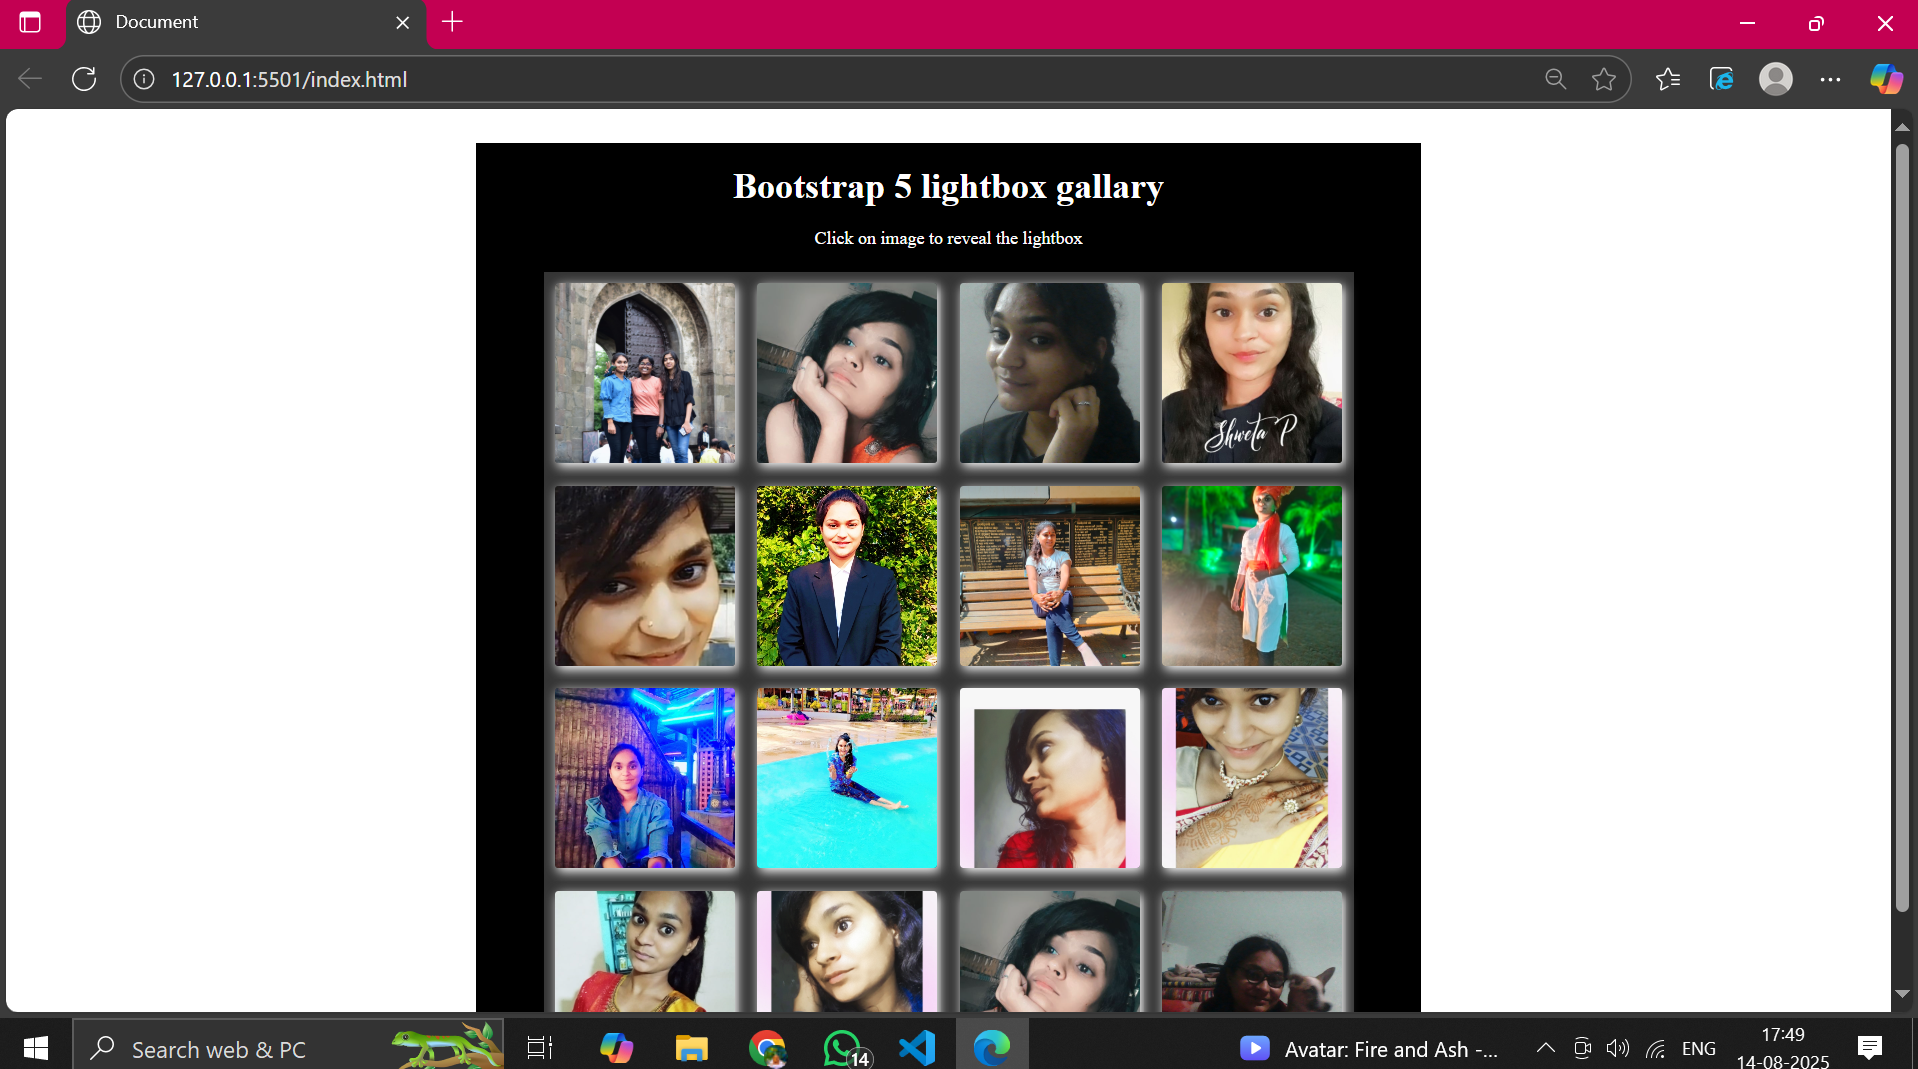 Document
127.0.0.1:5501/index.html
Bootstrap 5 lightbox gallary
Click on image to reveal the lightbox
Shweta P
Search web & PC
14
Avatar: Fire and Ash -...
ENG
17:49
14-08-2025